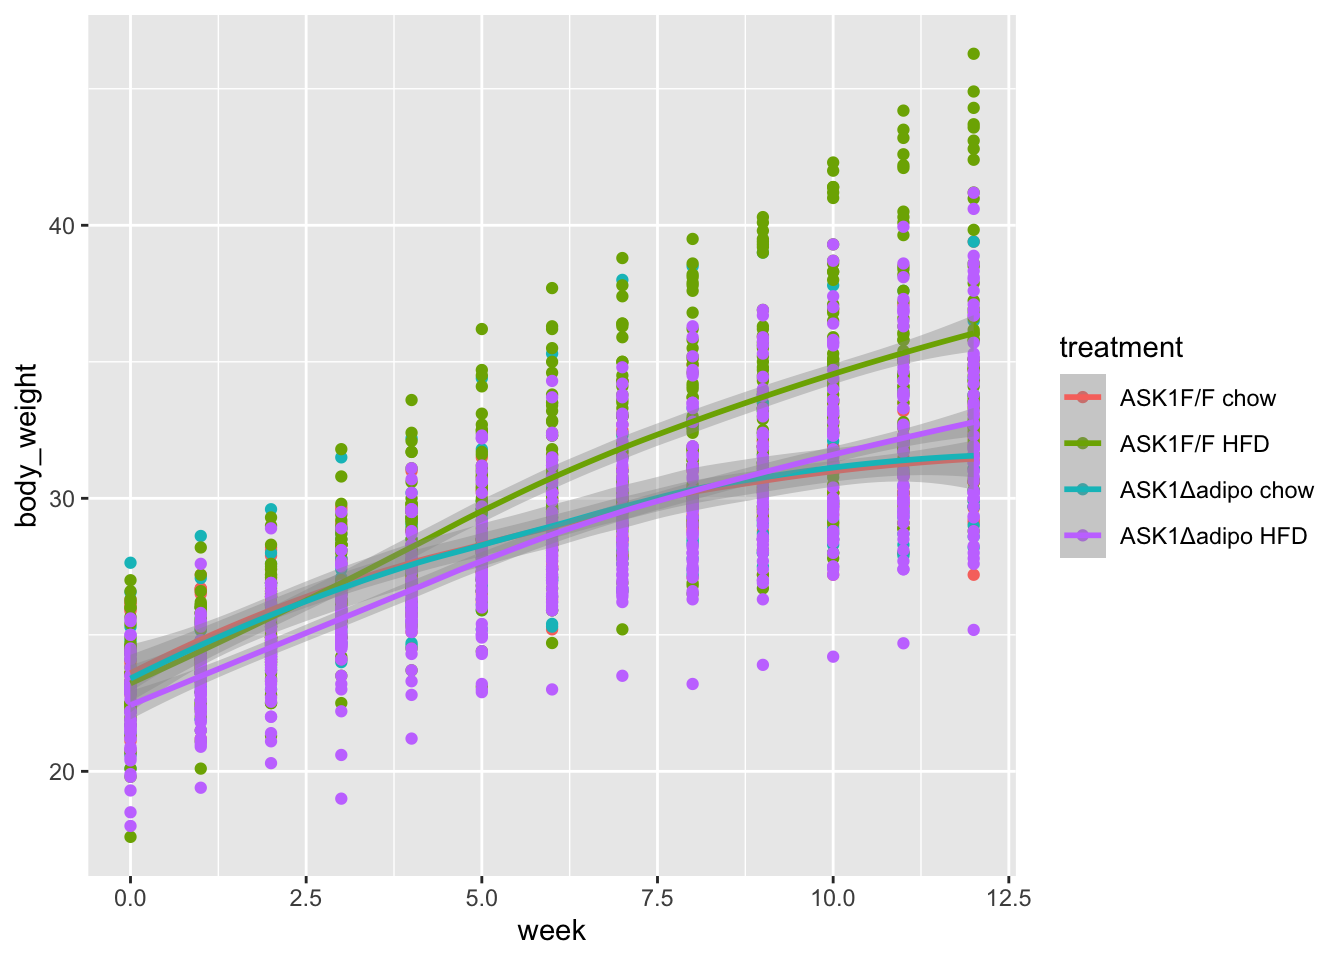 body_weight
40
30
20
0.0
2.5
5.0
7.5
10.0
12.5
week
treatment
ASK1F/F chow
ASK1F/F HFD
ASK1Δadipo chow
ASK1Δadipo HFD